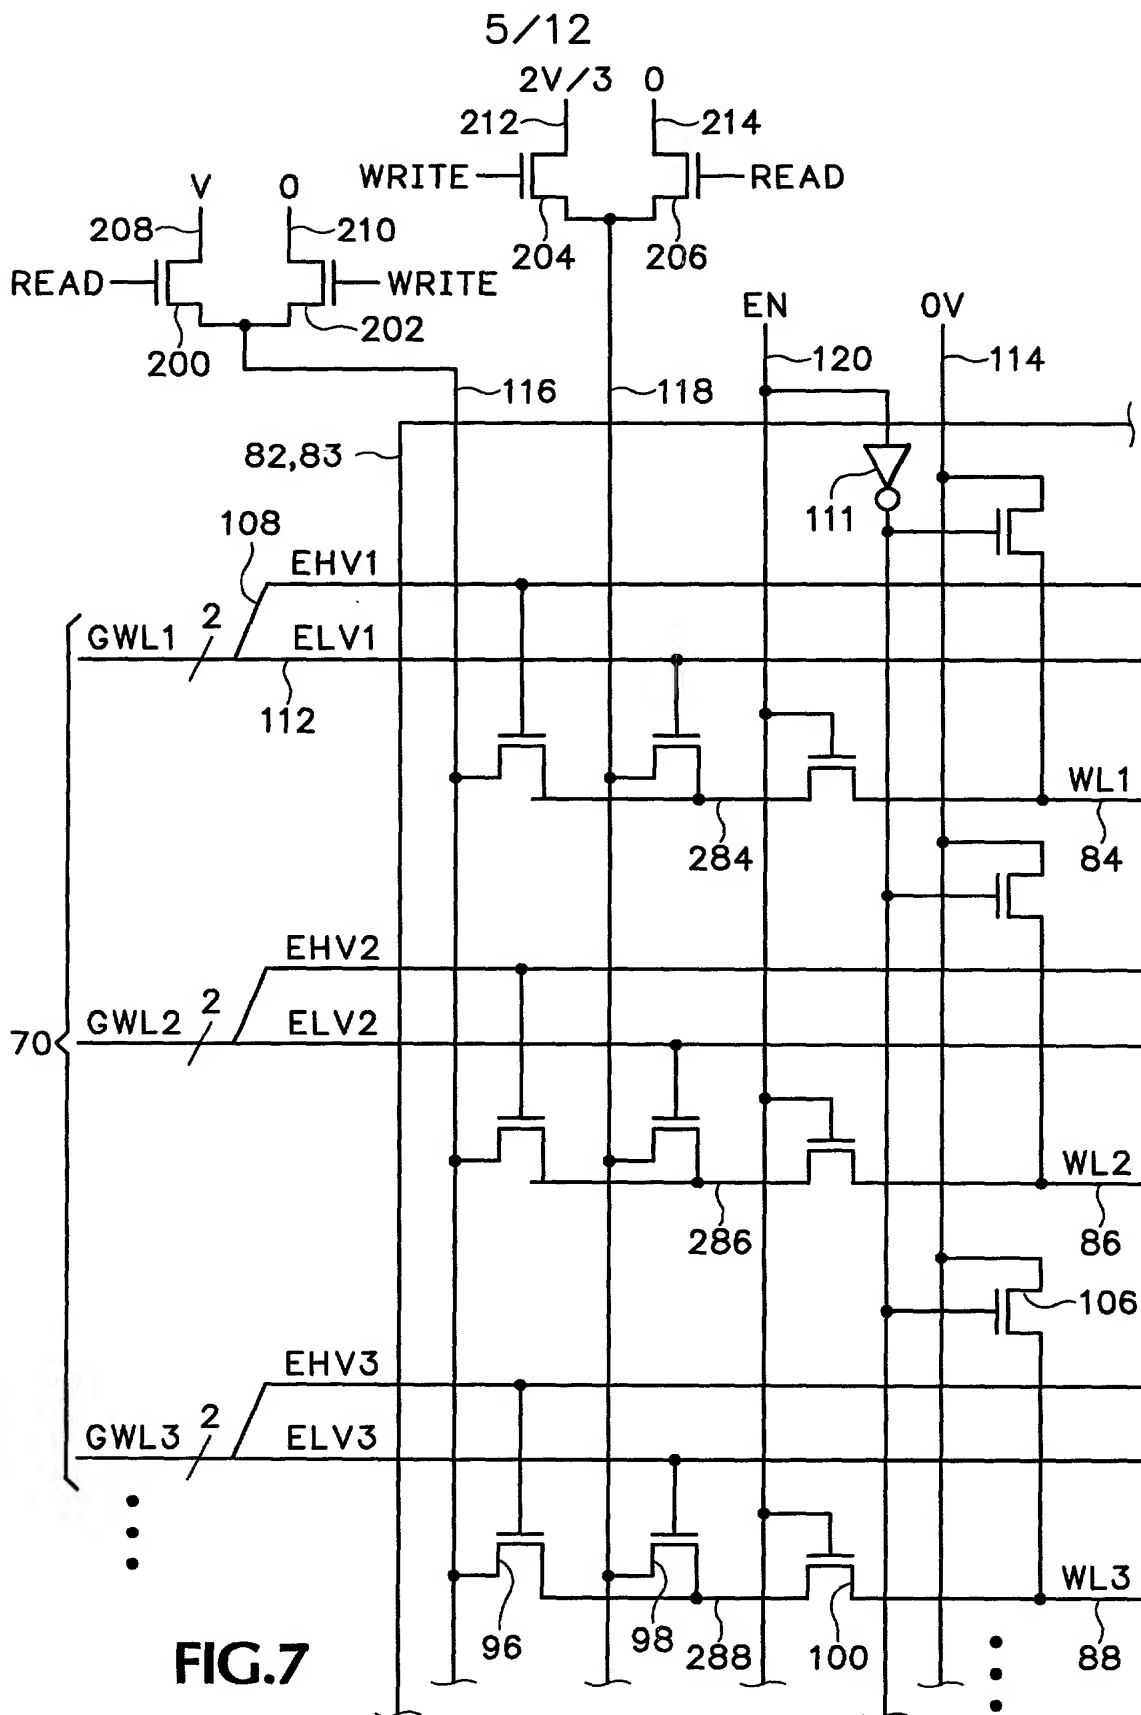 5/12
2V/3 0
212 214
WRITE READ
V 0
204 206
208 210
READ WRITE
200 202
EN 0V
116 118 120 114
82,83
111
108
EHV1
GWL1 2 ELV1
112
WL1
284 84
EHV2
GWL2 2 ELV2
70
WL2
286 86
106
EHV3
GWL3 2 ELV3
WL3
96 98 288 100 88
FIG.7